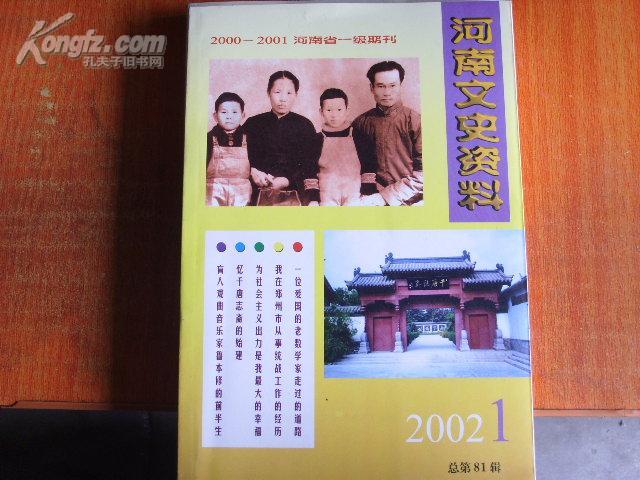 Kongfz.com
孔夫子旧书网
2000－2001 河南省一级期刊
河南文史资料
一位爱国的老数学家走过的道路
我在郑州市从事统战工作的经历
为社会主义出力是我最大的幸福
忆千唐志斋的始建
盲人戏曲音乐家鲁本修的前半生
2002 1
总第81辑